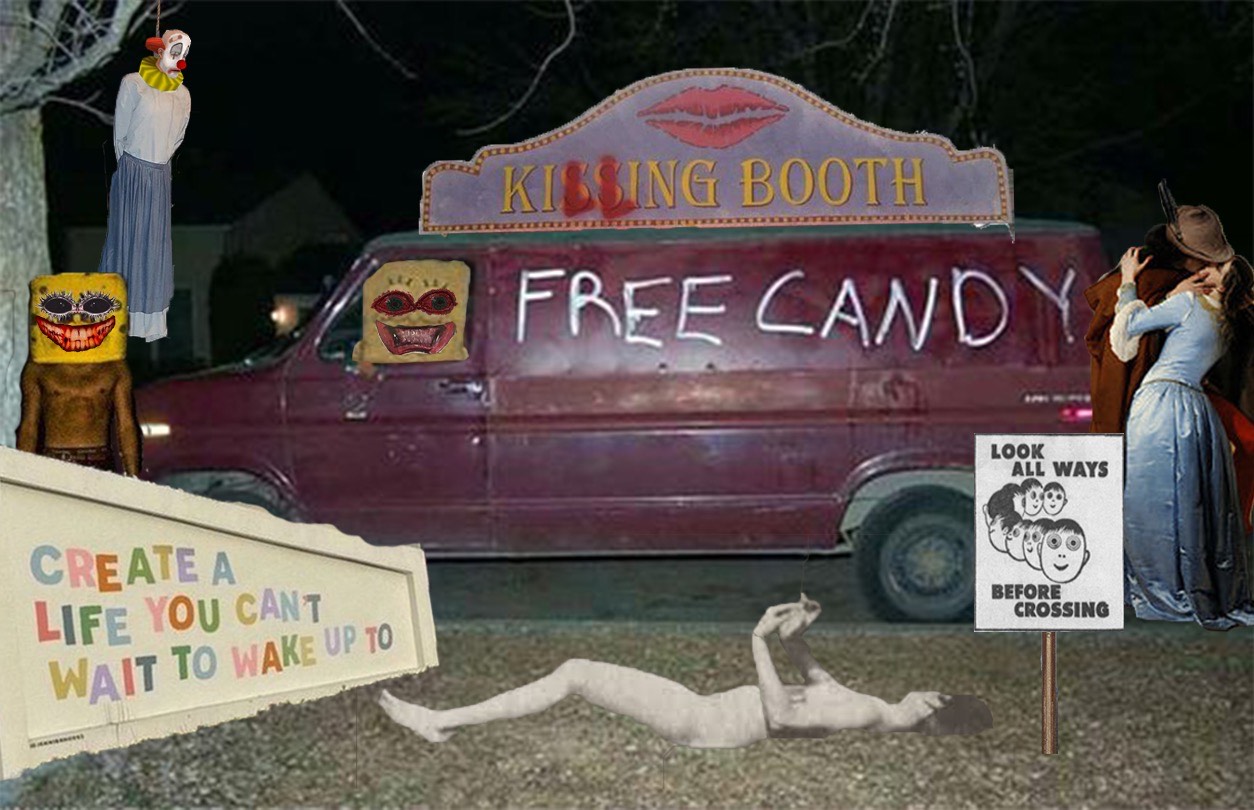 KISSING BOOTH
FREE CANDY
LOOK
ALL WAYS
BEFORE
CROSSING
CREATE A
LIFE YOU CAN'T
WAIT TO WAKE UP TO